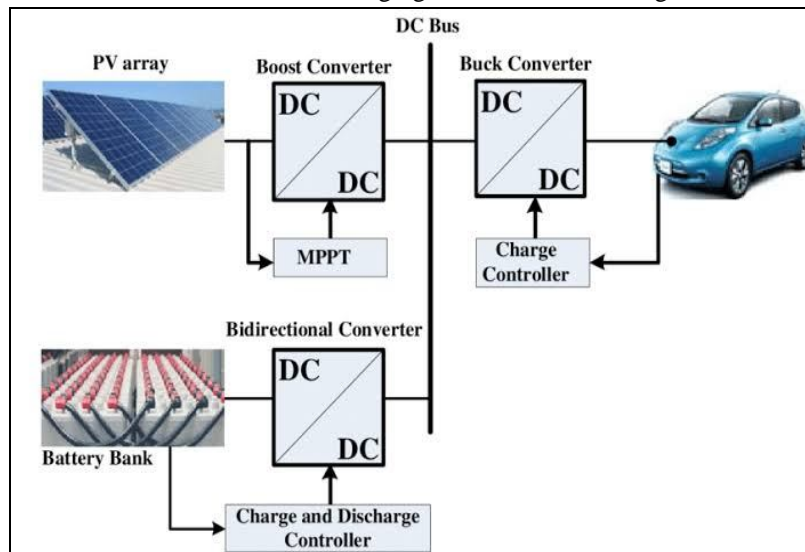 DC Bus
PV array
Boost Converter
Buck Converter
DC
DC
DC
DC
MPPT
Charge
Controller
Bidirectional Converter
DC
DC
Battery Bank
Charge and Discharge
Controller